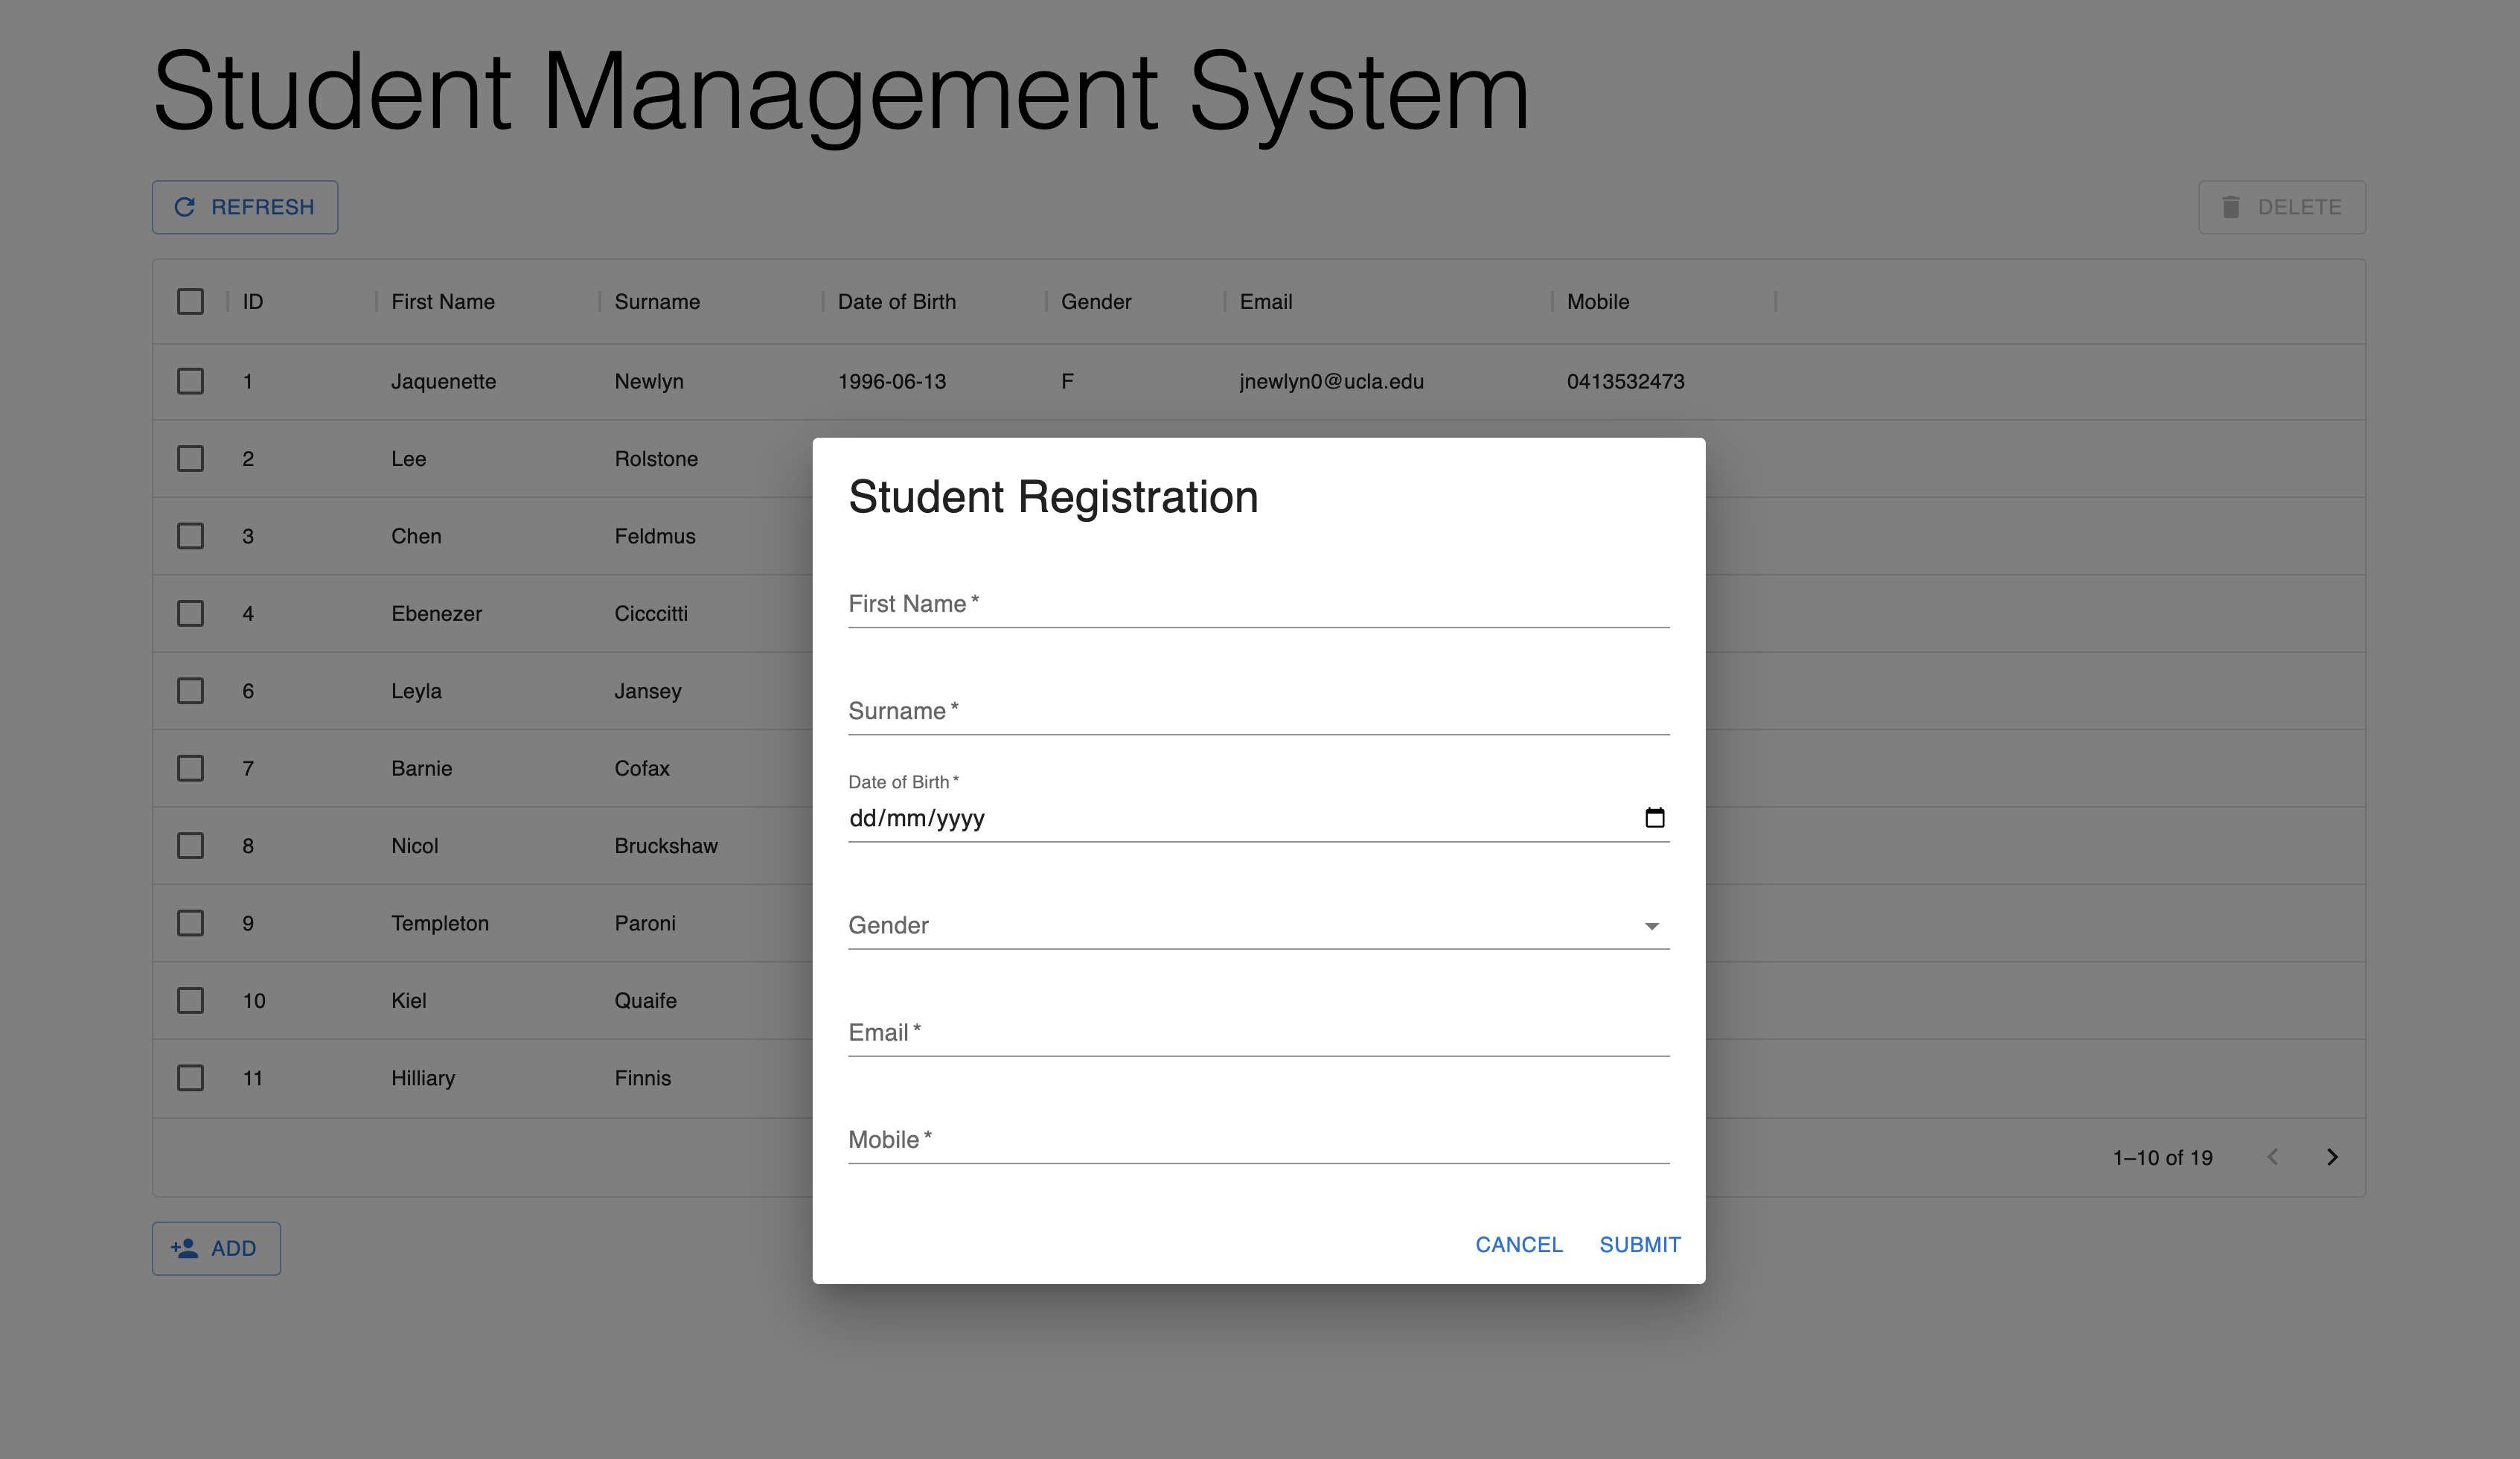 Student Management System
REFRESH
DELETE
ID First Name Surname Date of Birth Gender Email Mobile
1 Jaquenette Newlyn 1996-06-13 F jnewlyn0@ucla.edu 0413532473
2 Lee Rolstone
3 Chen Feldmus
4 Ebenezer Cicccitti
6 Leyla Jansey
7 Barnie Cofax
8 Nicol Bruckshaw
9 Templeton Paroni
10 Kiel Quaife
11 Hilliary Finnis
1–10 of 19
ADD
Student Registration
First Name *
Surname *
Date of Birth *
dd/mm/yyyy
Gender
Email *
Mobile *
CANCEL SUBMIT